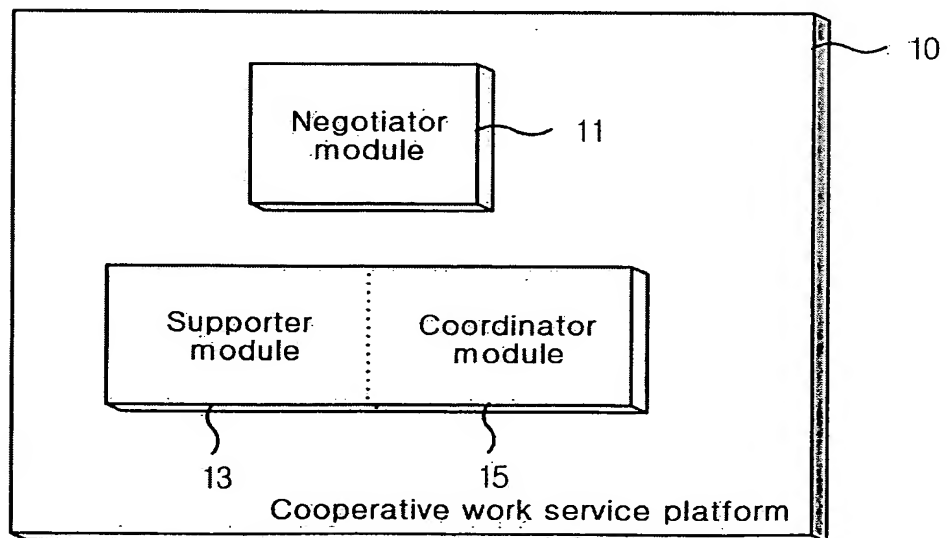 10
Negotiator
module
11
Supporter
module
Coordinator
module
13
15
Cooperative work service platform